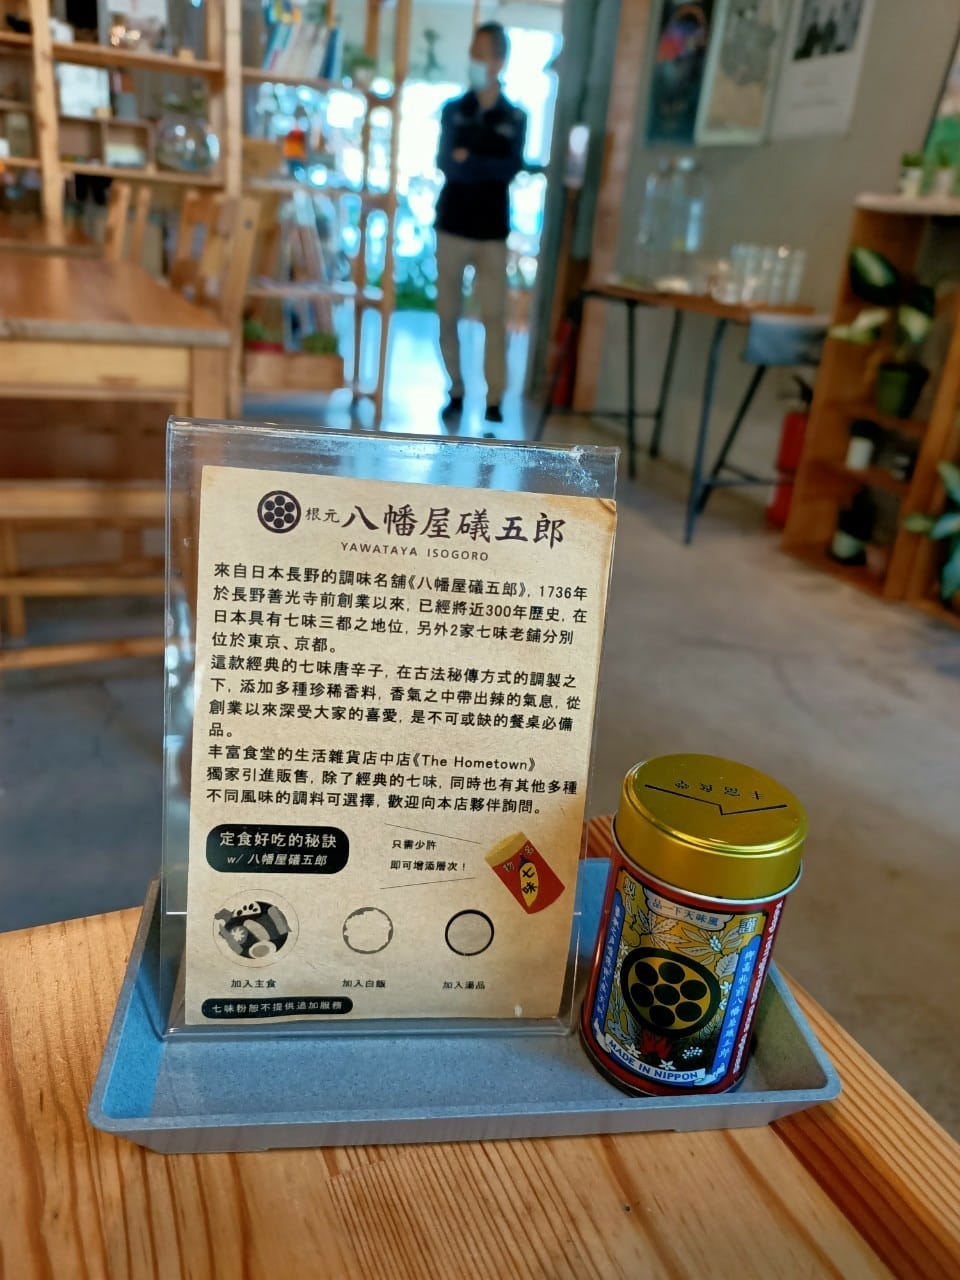 根元 八幡屋礒五郎
YAWATAYA ISOGORO
來自日本長野的調味名舖《八幡屋礒五郎》, 1736年
於長野善光寺前創業以來, 已經將近300年歷史, 在
日本具有七味三都之地位, 另外2家七味老舖分別
位於東京、京都。
這款經典的七味唐辛子, 在古法秘傳方式的調製之
下, 添加多種珍稀香料, 香氣之中帶出辣的氣息, 從
創業以來深受大家的喜愛, 是不可或缺的餐桌必備
品。
丰富食堂的生活雜貨店中店《The Hometown》
獨家引進販售, 除了經典的七味, 同時也有其他多種
不同風味的調料可選擇, 歡迎向本店夥伴詢問。
定食好吃的秘訣
w/ 八幡屋礒五郎
只需少許
即可增添層次！
七味
加入主食
加入白飯
加入湯品
七味粉恕不提供追加服務
風味天下一品
謹
製
MADE IN NIPPON